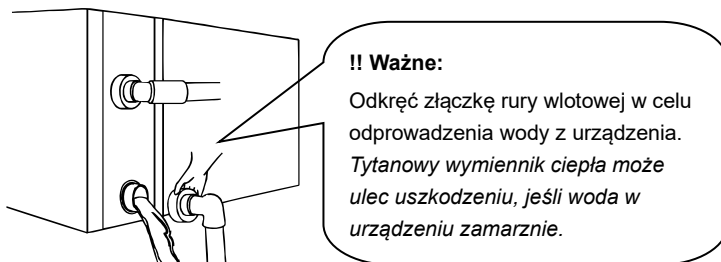 !! Ważne:
Odkręć złączkę rury wlotowej w celu
odprowadzenia wody z urządzenia.
Tytanowy wymiennik ciepła może
ulec uszkodzeniu, jeśli woda w
urządzeniu zamarznie.